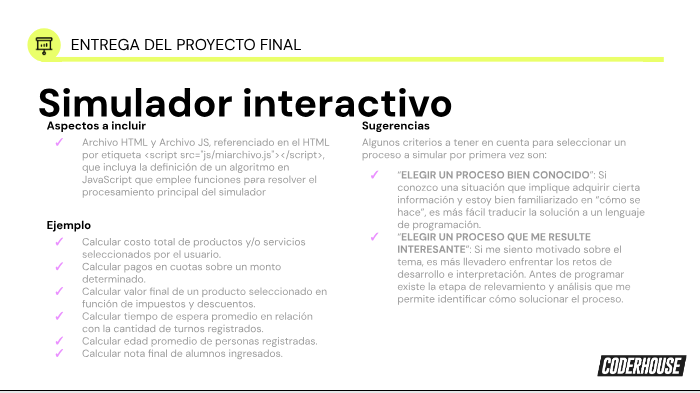 ENTREGA DEL PROYECTO FINAL
Simulador interactivo
Aspectos a incluir
✓ Archivo HTML y Archivo JS, referenciado en el HTML
por etiqueta <script src="js/miarchivo.js"></script>,
que incluya la definición de un algoritmo en
JavaScript que emplee funciones para resolver el
procesamiento principal del simulador
Ejemplo
✓ Calcular costo total de productos y/o servicios
seleccionados por el usuario.
✓ Calcular pagos en cuotas sobre un monto
determinado.
✓ Calcular valor final de un producto seleccionado en
función de impuestos y descuentos.
✓ Calcular tiempo de espera promedio en relación
con la cantidad de turnos registrados.
✓ Calcular edad promedio de personas registradas.
✓ Calcular nota final de alumnos ingresados.
Sugerencias
Algunos criterios a tener en cuenta para seleccionar un
proceso a simular por primera vez son:
✓ “ELEGIR UN PROCESO BIEN CONOCIDO”: Si
conozco una situación que implique adquirir cierta
información y estoy bien familiarizado en “cómo se
hace”, es más fácil traducir la solución a un lenguaje
de programación.
✓ “ELEGIR UN PROCESO QUE ME RESULTE
INTERESANTE”: Si me siento motivado sobre el
tema, es más llevadero enfrentar los retos de
desarrollo e interpretación. Antes de programar
existe la etapa de relevamiento y análisis que me
permite identificar cómo solucionar el proceso.
CODERHOUSE